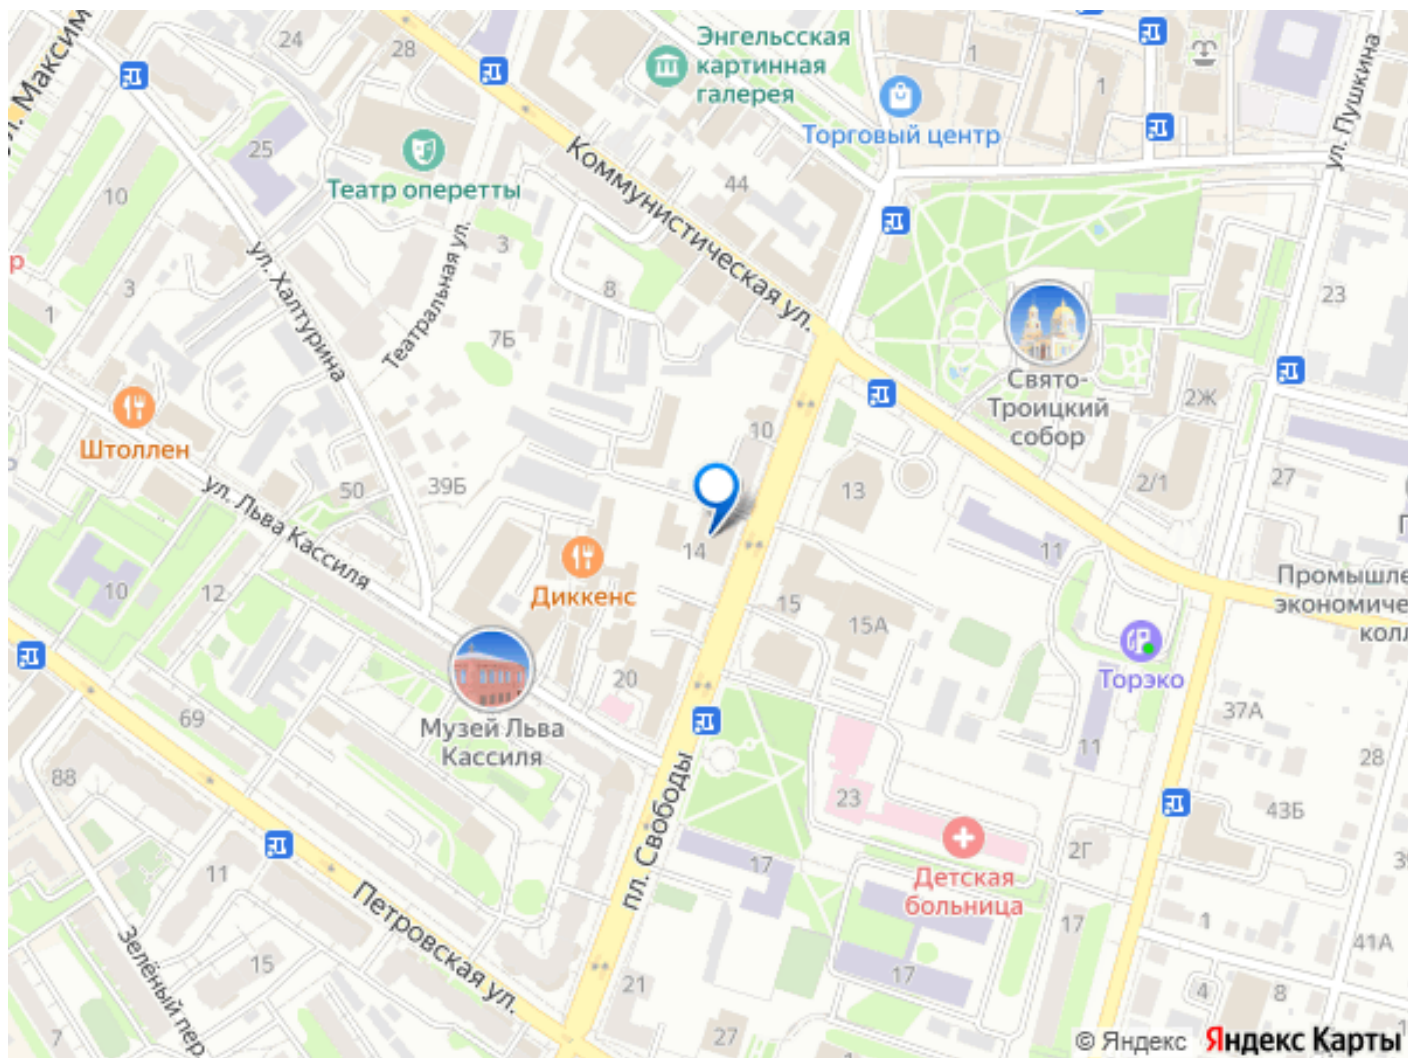 ул. Максим
24
28
Энгельсская
картинная
галерея
1
1
ул. Пушкина
Торговый центр
25
Театр оперетты
Коммунистическая ул.
44
10
3
ул. Халтурина
Театральная ул.
8
р
3
1
7Б
23
Свято-
Троицкий
собор
2Ж
Штоллен
10
50
39Б
13
2/1
27
ул. Льва Кассиля
14
11
Диккенс
10
12
15
15А
Промышле
экономиче
колл
Торэко
20
Музей Льва
Кассиля
69
37А
11
28
88
пл. Свободы
23
43Б
2Г
11
17
Детская
больница
Петровская ул.
17
1
41А
Зелёный пер
15
17
21
4
8
7
27
© Яндекс Яндекс Карты